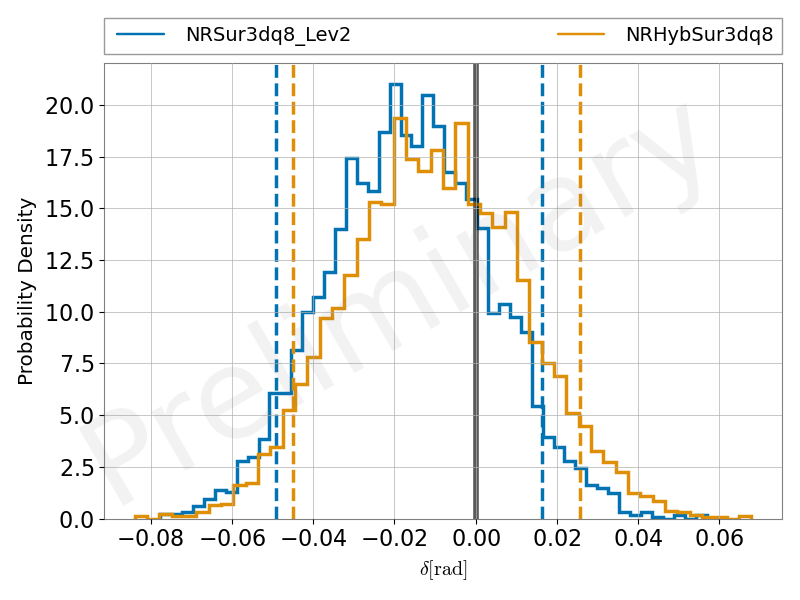 NRSur3dq8_Lev2 NRHybSur3dq8
20.0
17.5
15.0
12.5
10.0
7.5
5.0
2.5
0.0
Probability Density
Preliminary
−0.08 −0.06 −0.04 −0.02 0.00 0.02 0.04 0.06
δ[rad]